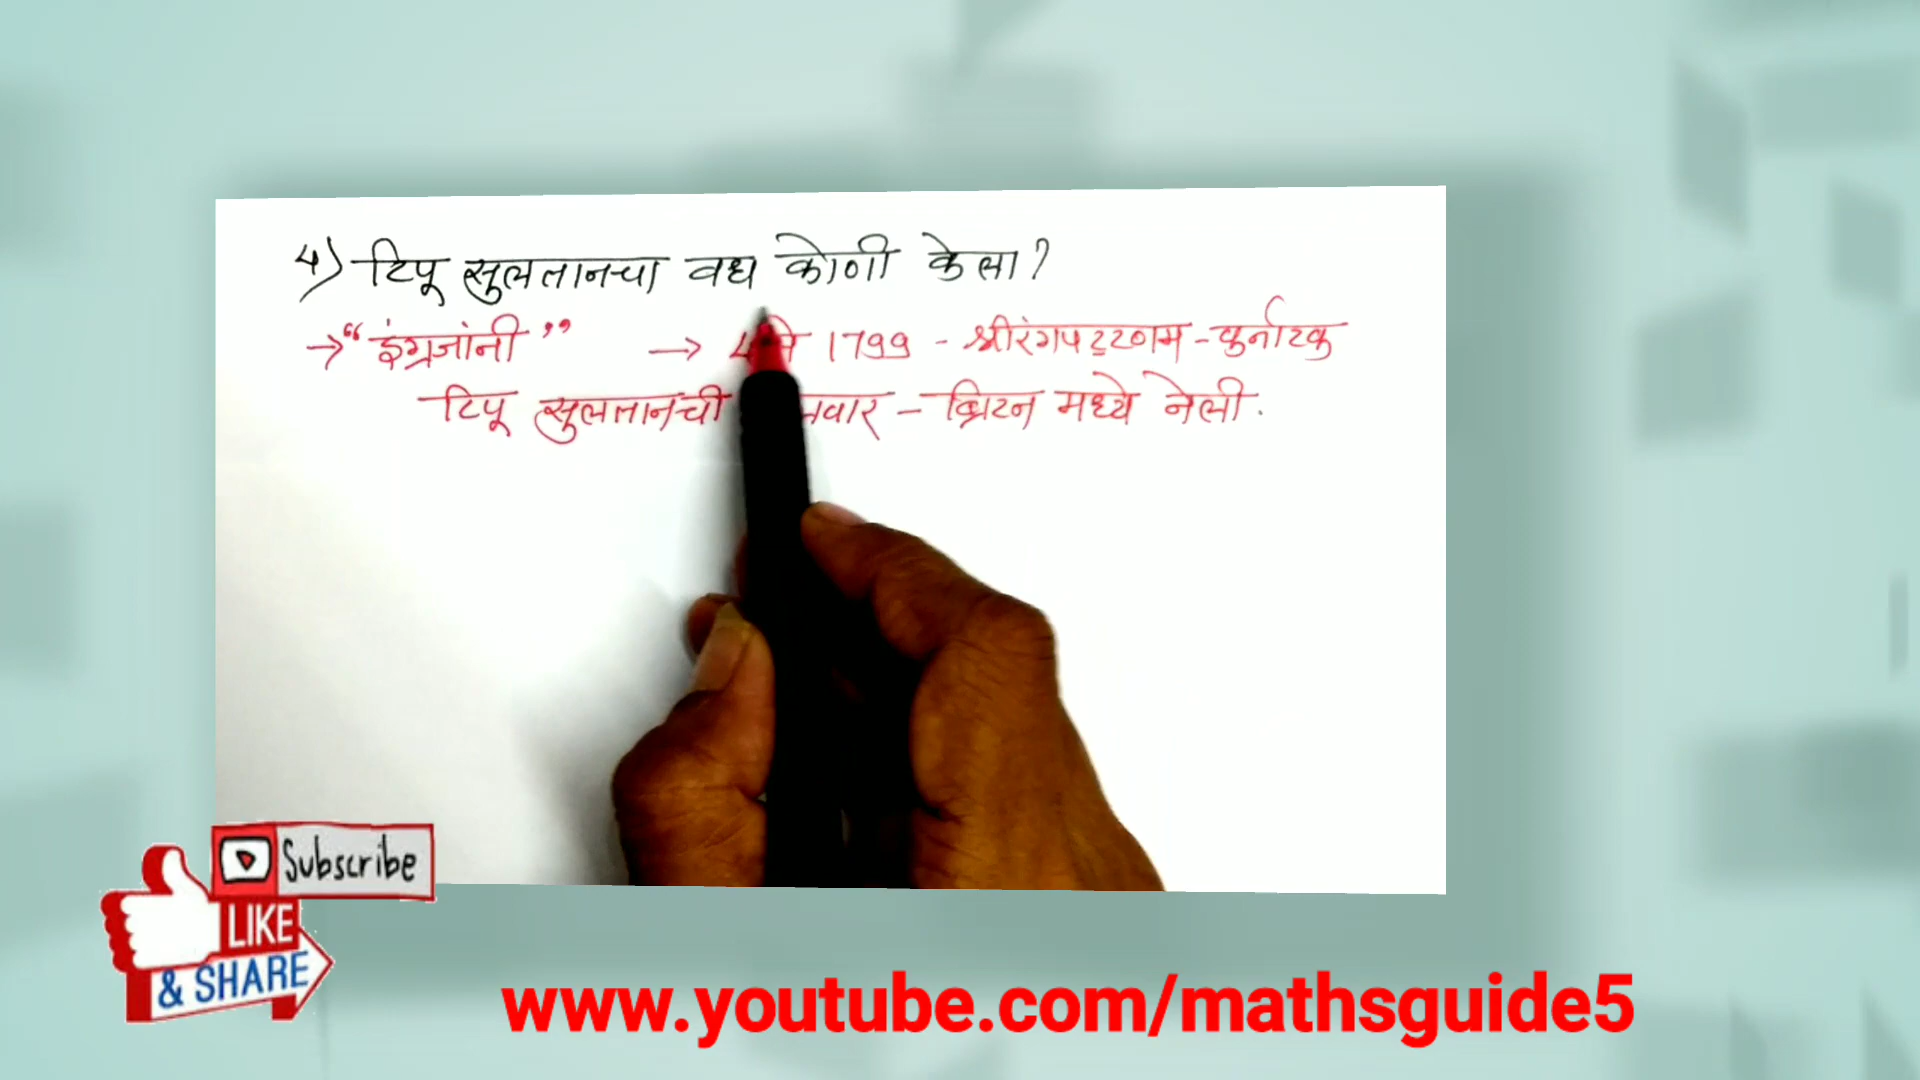 4) टिपू सुलतानचा वध कोणी केला?
→ “इंग्रजांनी” → 4 मे 1799 - श्रीरंगपट्टणम - कुर्नाटकु
टिपू सुलतानची - ब्रिटन मध्ये नेली.
Subscribe
LIKE
& SHARE
www.youtube.com/mathsguide5